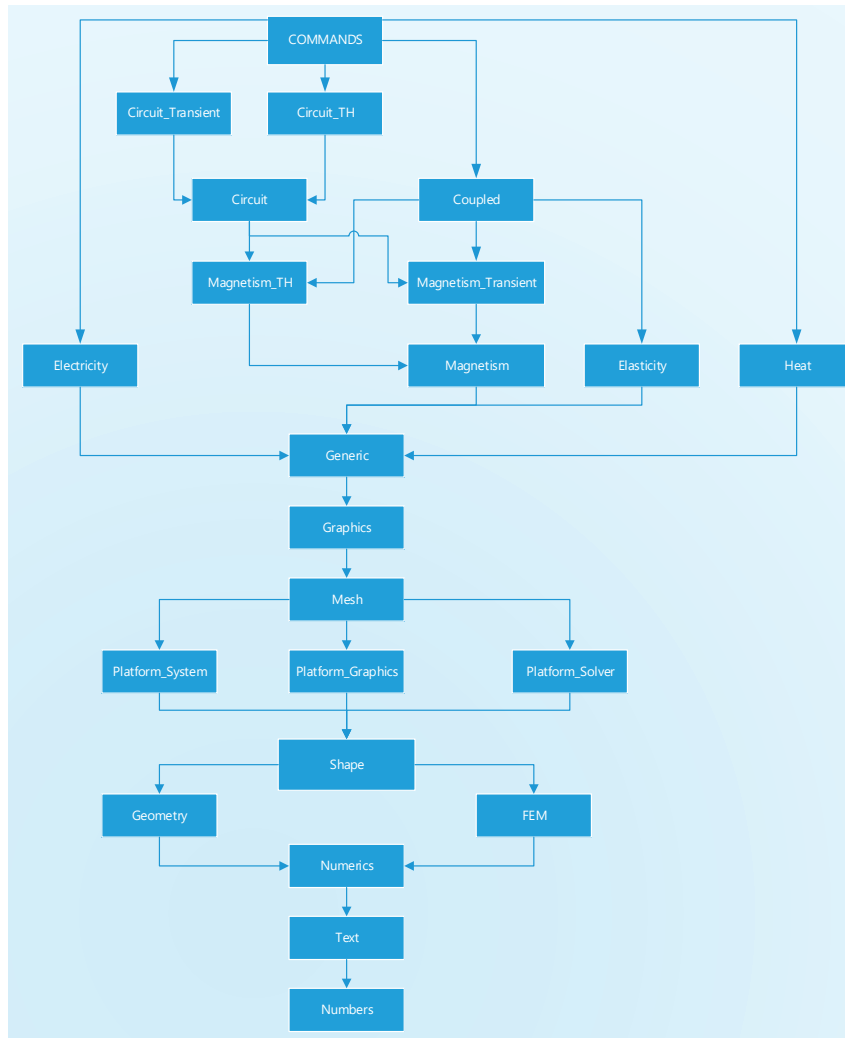 COMMANDS
Circuit_Transient
Circuit_TH
Circuit
Coupled
Magnetism_TH
Magnetism_Transient
Electricity
Magnetism
Elasticity
Heat
Generic
Graphics
Mesh
Platform_System
Platform_Graphics
Platform_Solver
Shape
Geometry
FEM
Numerics
Text
Numbers